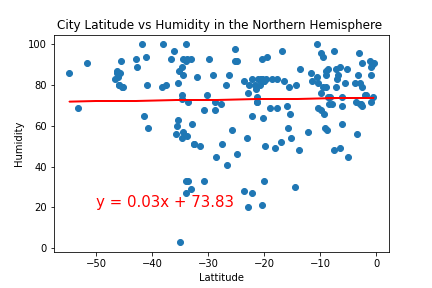 City Latitude vs Humidity in the Northern Hemisphere
100
80
60
40
20
0
Humidity
y = 0.03x + 73.83
−50 −40 −30 −20 −10 0
Lattitude